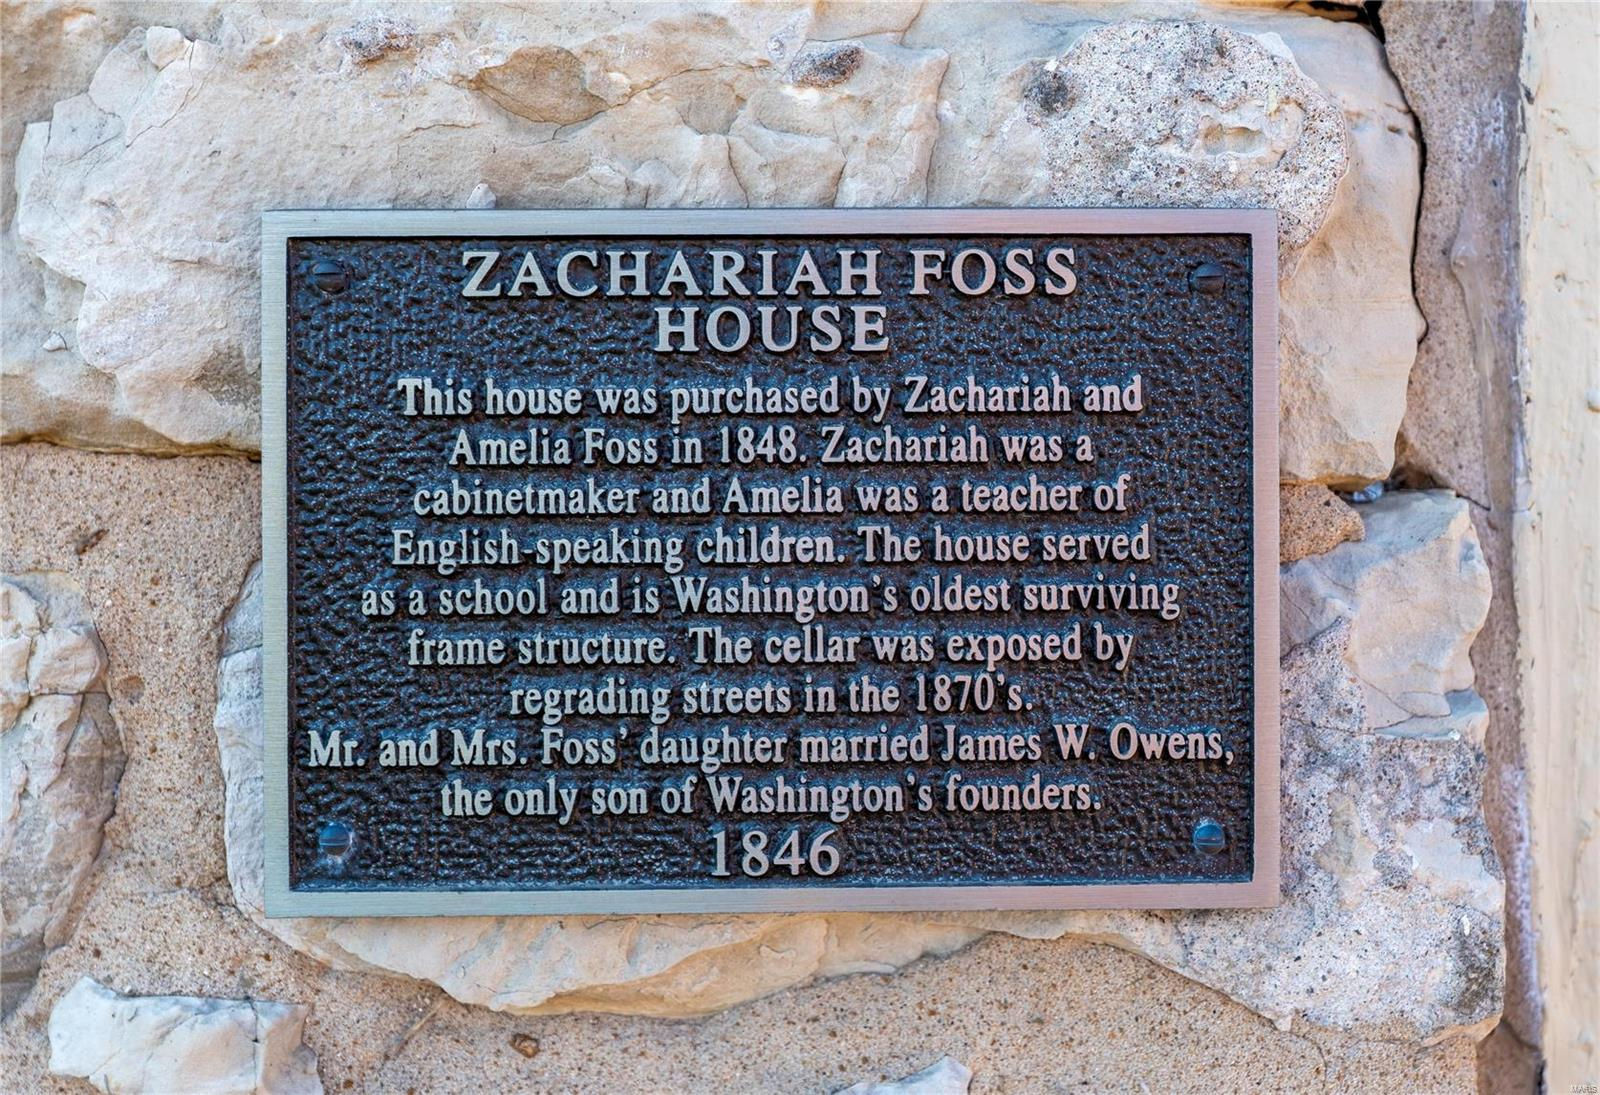 ZACHARIAH FOSS
HOUSE
This house was purchased by Zachariah and
Amelia Foss in 1848. Zachariah was a
cabinetmaker and Amelia was a teacher of
English-speaking children. The house served
as a school and is Washington's oldest surviving
frame structure. The cellar was exposed by
regrading streets in the 1870's.
Mr. and Mrs. Foss' daughter married James W. Owens,
the only son of Washington's founders.
1846
MARIS